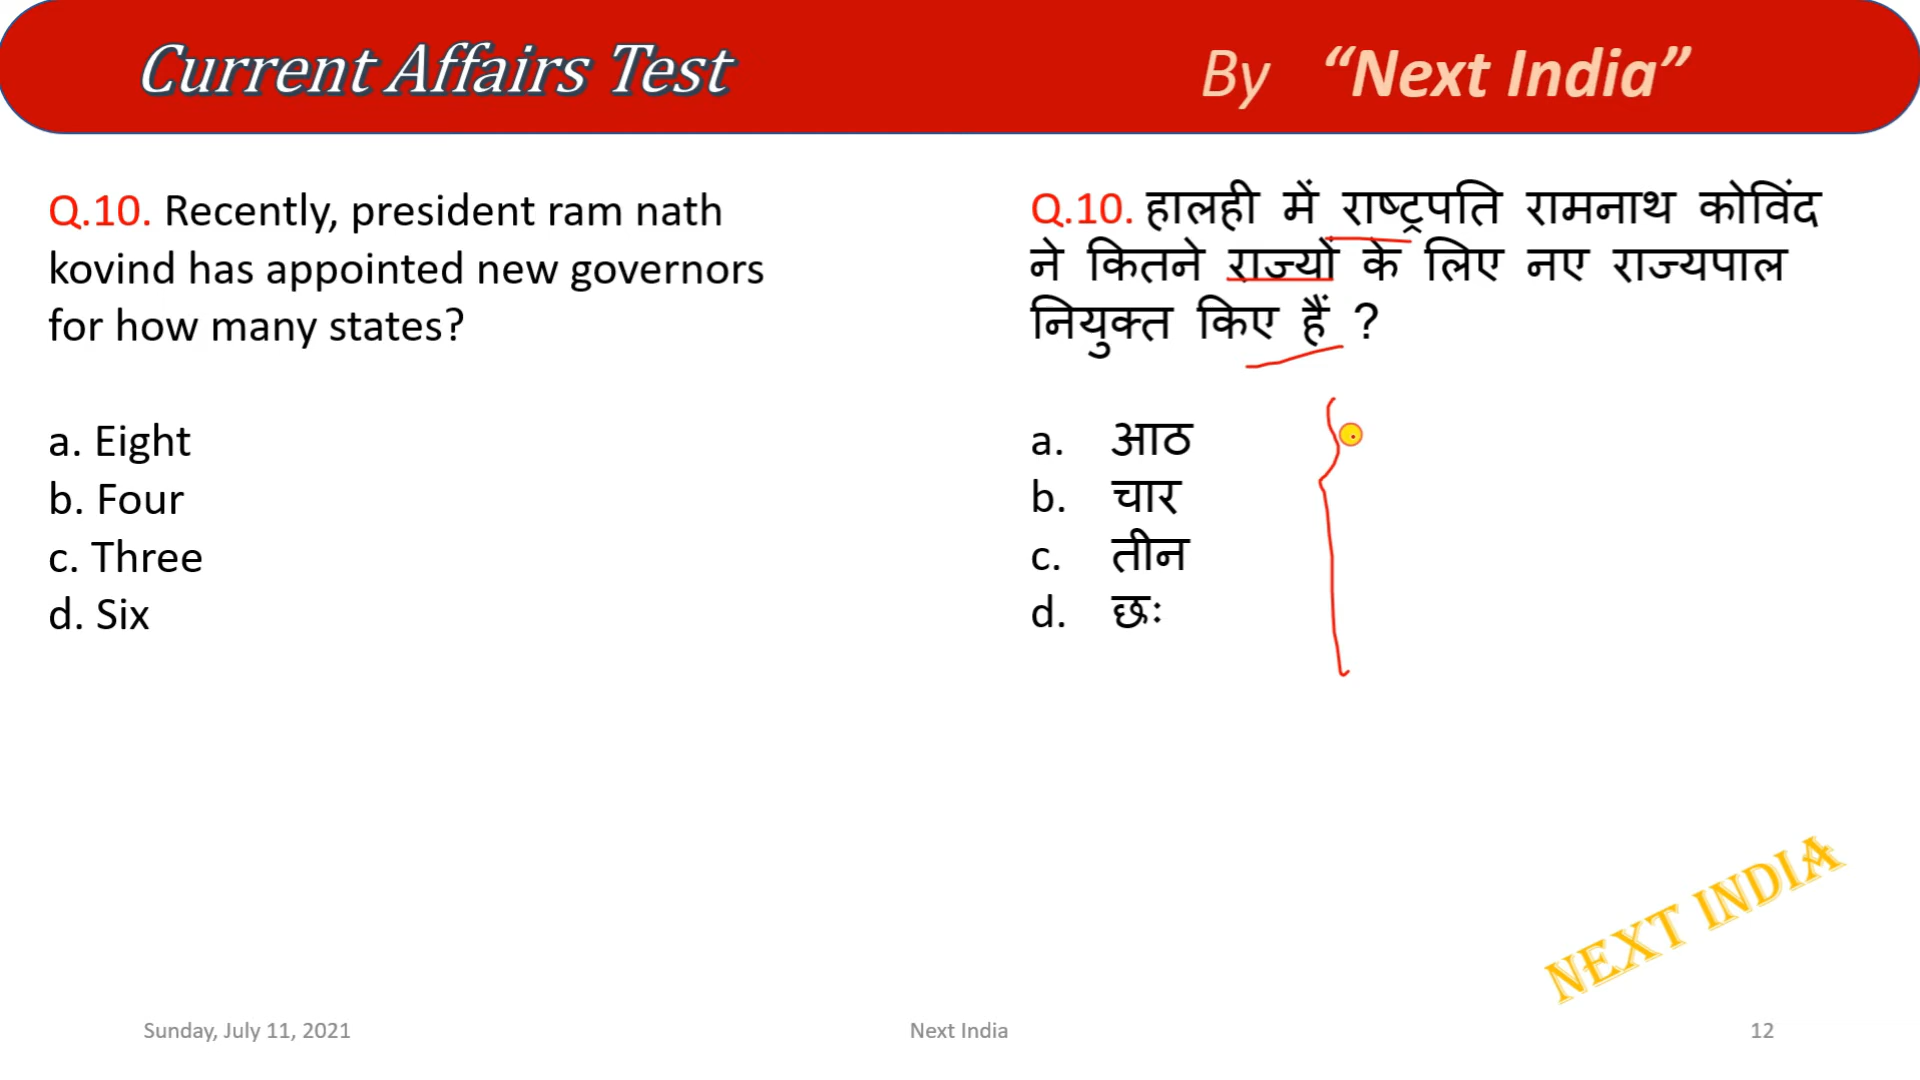 Current Affairs Test
By “Next India”
Q.10. Recently, president ram nath
kovind has appointed new governors
for how many states?
a. Eight
b. Four
c. Three
d. Six
Q.10. हालही में राष्ट्रपति रामनाथ कोविंद
ने कितने राज्यों के लिए नए राज्यपाल
नियुक्त किए हैं ?
a. आठ
b. चार
c. तीन
d. छः
NEXT INDIA
Sunday, July 11, 2021
Next India
12